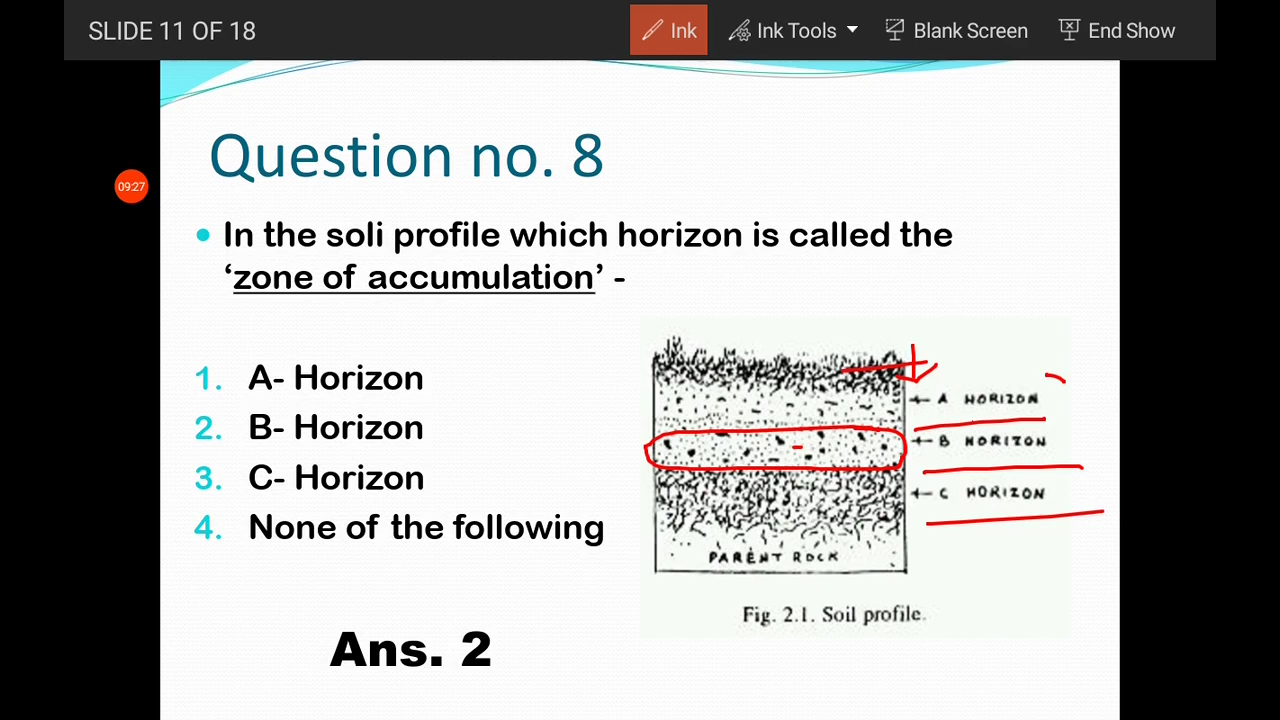 SLIDE 11 OF 18
Ink
Ink Tools
Blank Screen
End Show
Question no. 8
09:27
• In the soli profile which horizon is called the
‘zone of accumulation’ -
1. A- Horizon
2. B- Horizon
3. C- Horizon
4. None of the following
A HORIZON
B HORIZON
C HORIZON
PARENT ROCK
Fig. 2.1. Soil profile.
Ans. 2